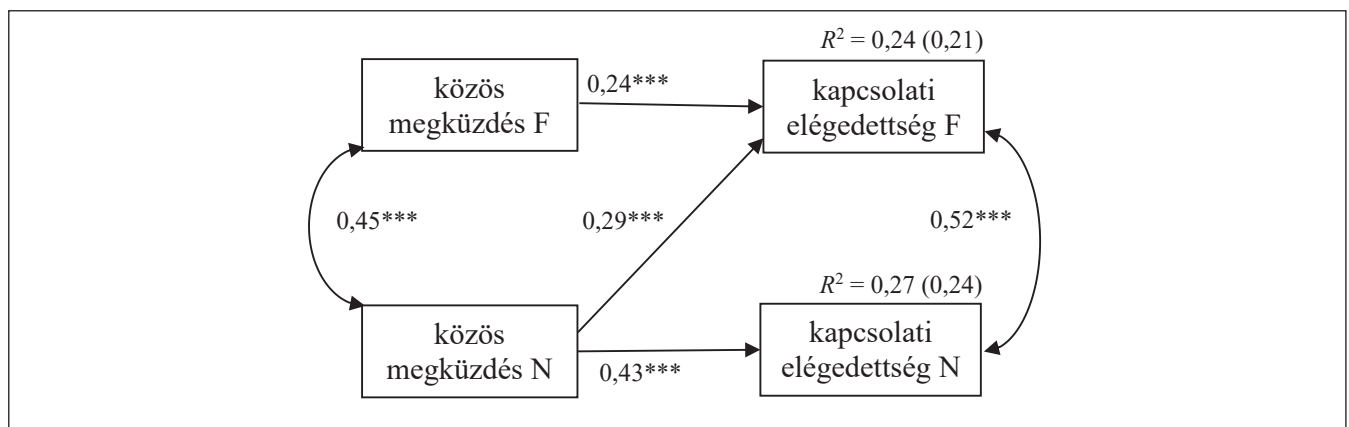 R² = 0,24 (0,21)
közös
megküzdés F
0,24***
kapcsolati
elégedettség F
0,45***
0,29***
0,52***
R² = 0,27 (0,24)
közös
megküzdés N
0,43***
kapcsolati
elégedettség N